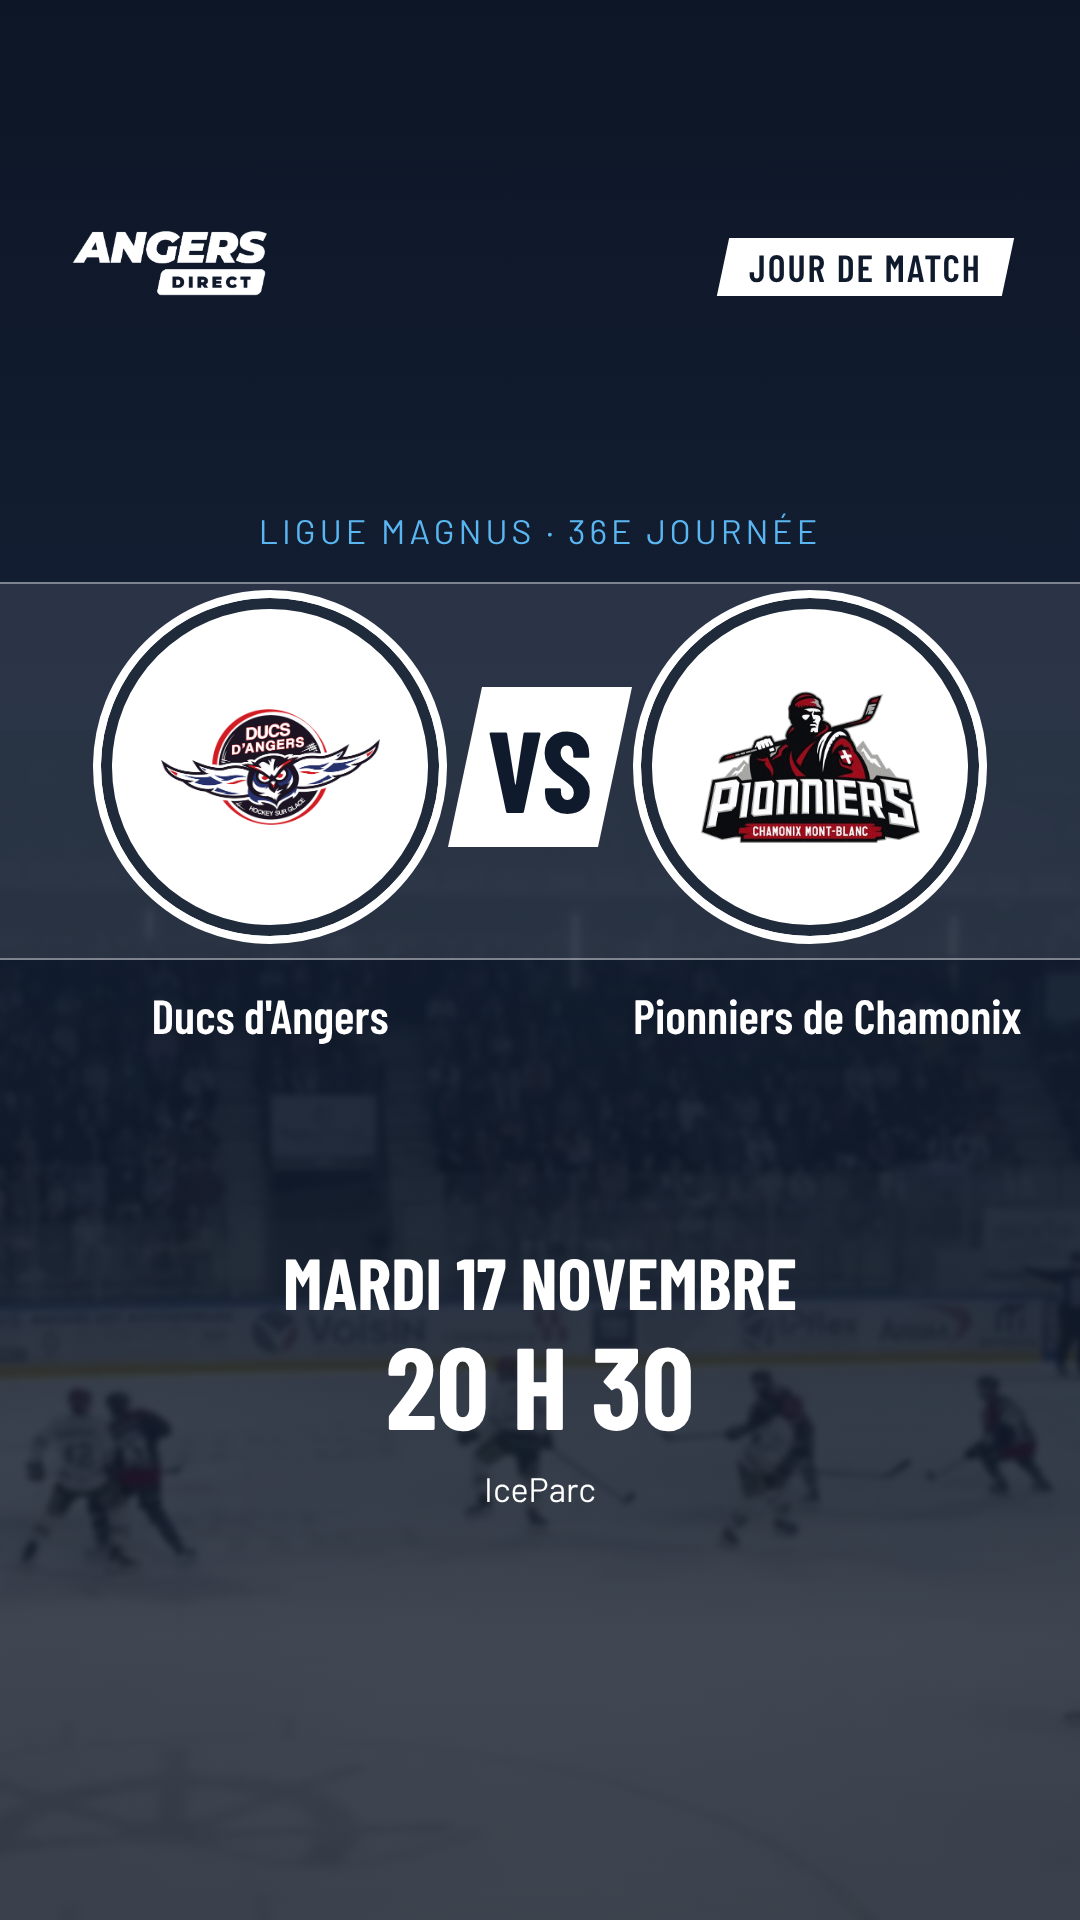 ANGERS
DIRECT
JOUR DE MATCH
LIGUE MAGNUS · 36E JOURNÉE
DUCS
D'ANGERS
HOCKEY SUR GLACE
VS
PIONNIERS
CHAMONIX MONT-BLANC
Ducs d'Angers
Pionniers de Chamonix
MARDI 17 NOVEMBRE
VOISIN
20 H 30
IceParc